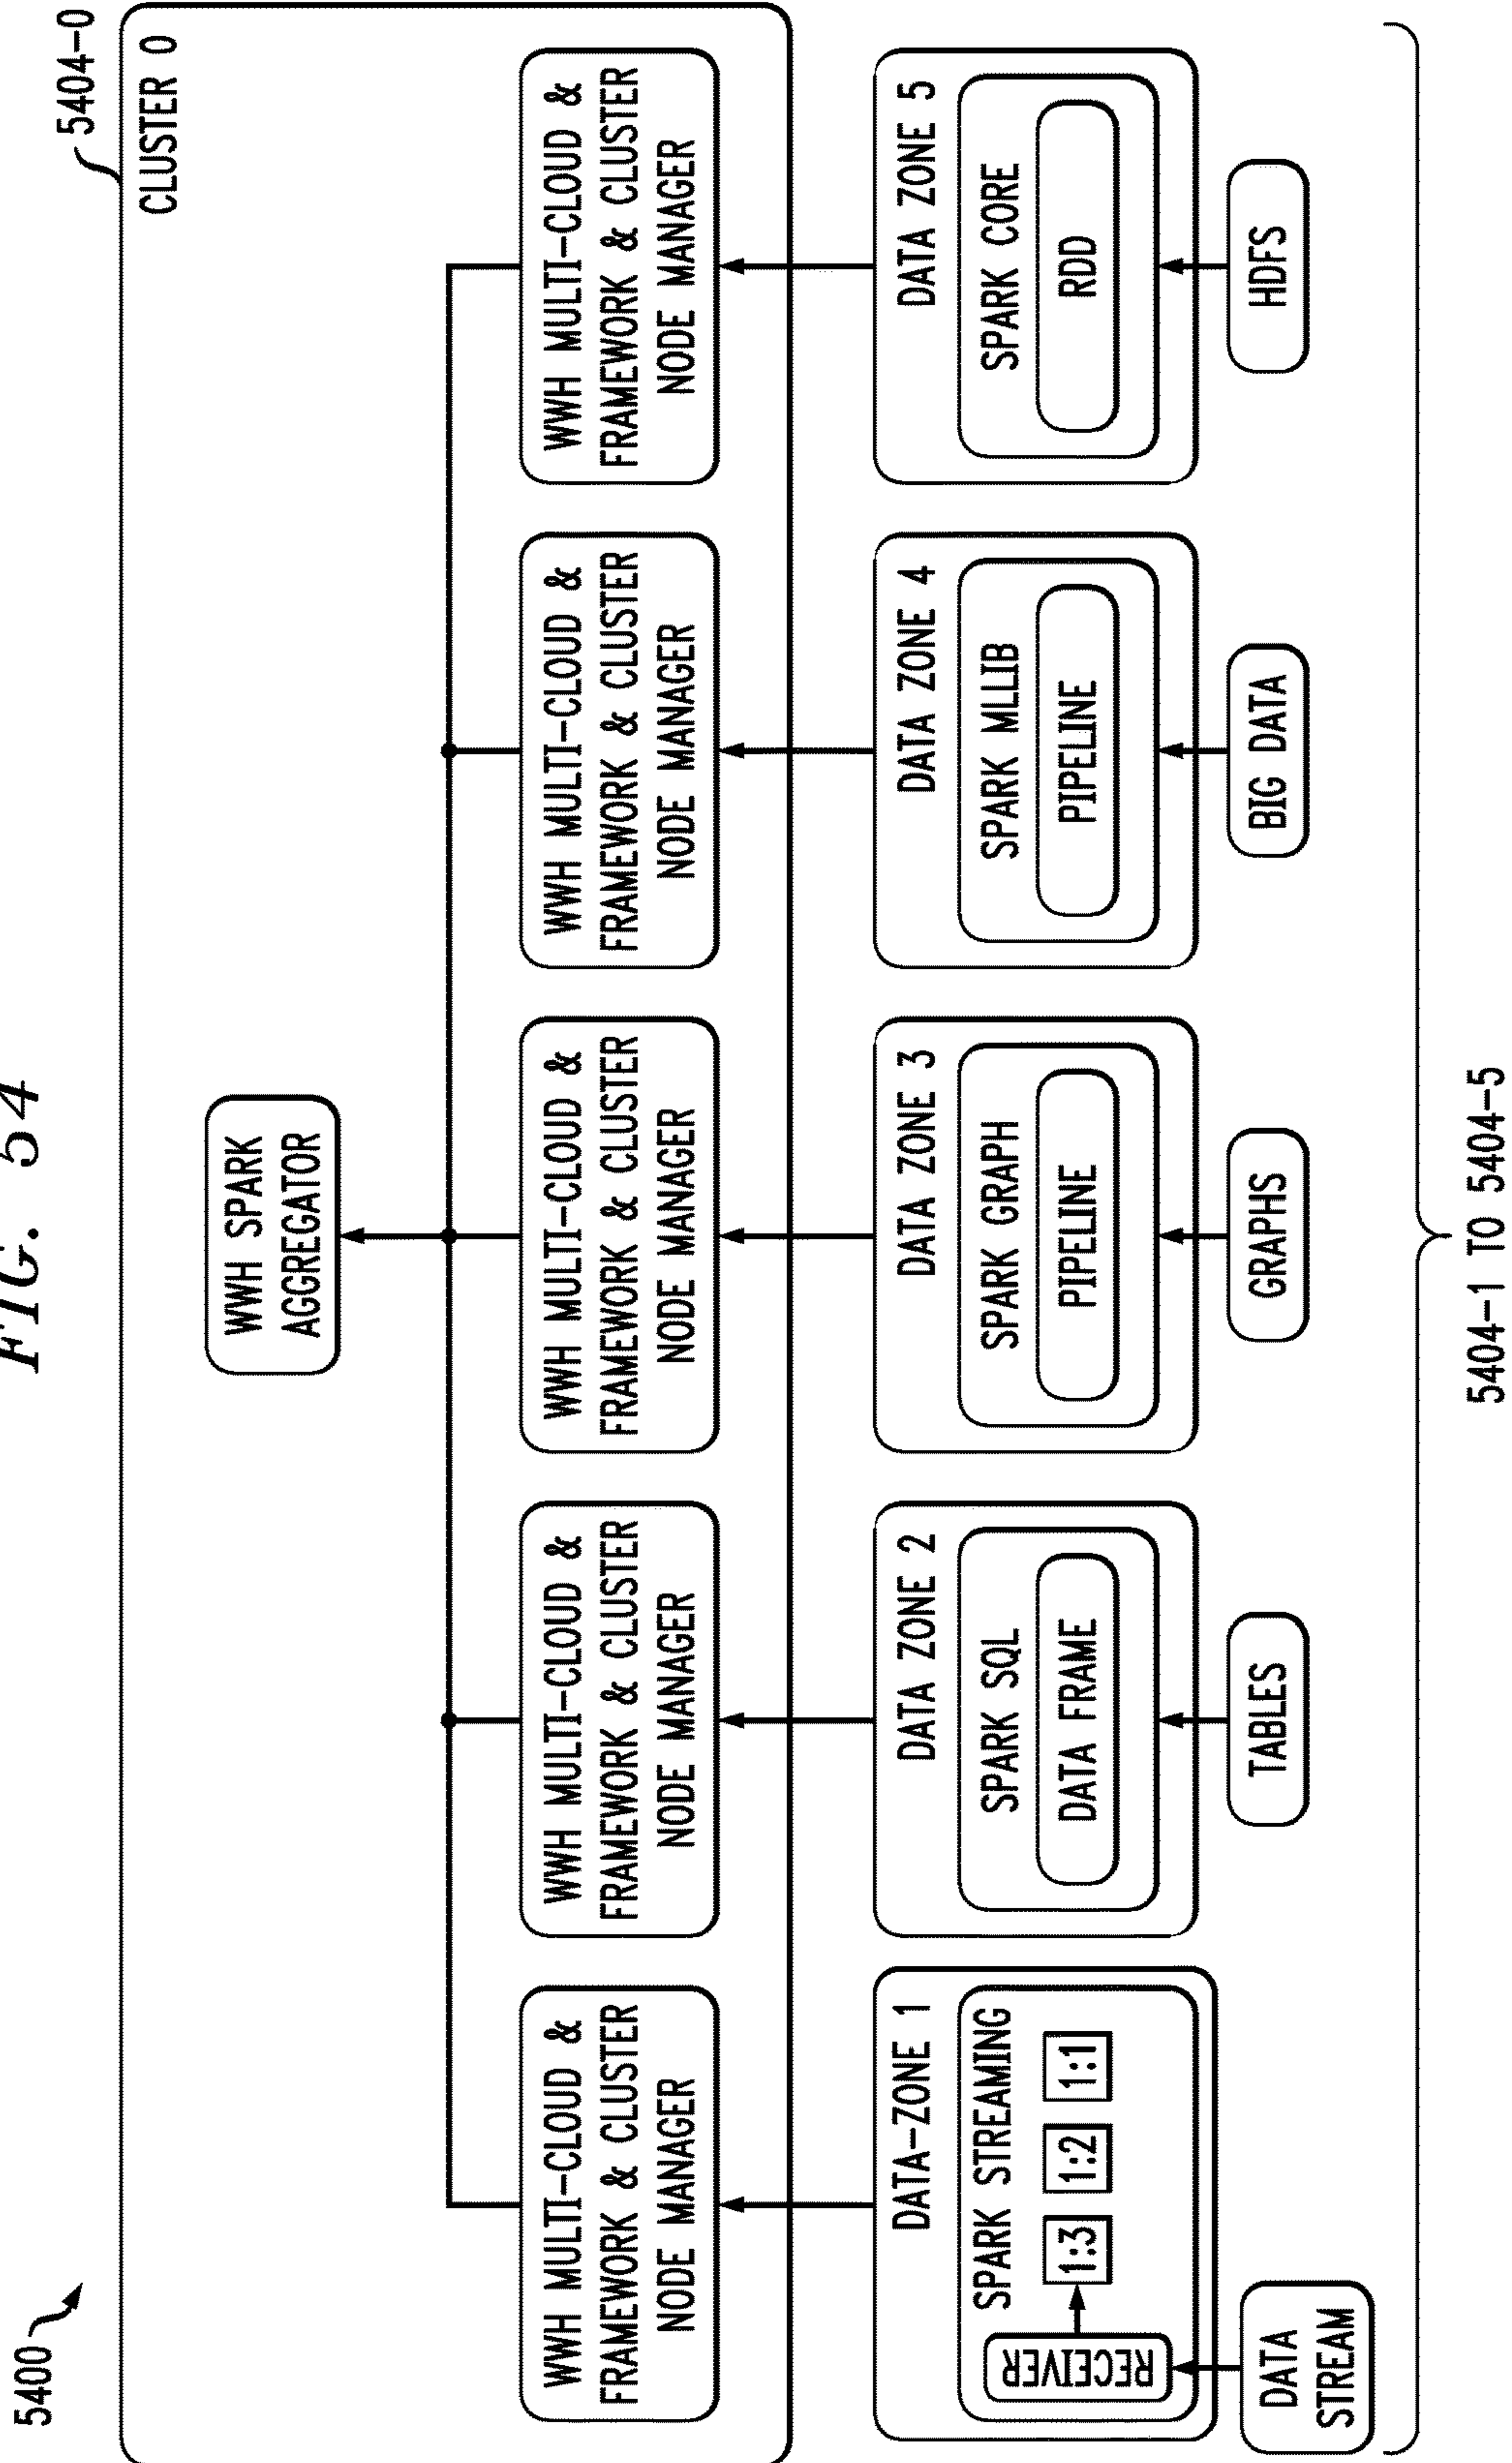 FIG. 54
5400
5404-0
CLUSTER 0
WWH SPARK
AGGREGATOR
WWH MULTI-CLOUD &
FRAMEWORK & CLUSTER
NODE MANAGER
WWH MULTI-CLOUD &
FRAMEWORK & CLUSTER
NODE MANAGER
WWH MULTI-CLOUD &
FRAMEWORK & CLUSTER
NODE MANAGER
WWH MULTI-CLOUD &
FRAMEWORK & CLUSTER
NODE MANAGER
WWH MULTI-CLOUD &
FRAMEWORK & CLUSTER
NODE MANAGER
DATA-ZONE 1
SPARK STREAMING
RECEIVER
1:3
1:2
1:1
DATA STREAM
DATA ZONE 2
SPARK SQL
DATA FRAME
TABLES
DATA ZONE 3
SPARK GRAPH
PIPELINE
GRAPHS
DATA ZONE 4
SPARK MLLIB
PIPELINE
BIG DATA
DATA ZONE 5
SPARK CORE
RDD
HDFS
5404-1 TO 5404-5